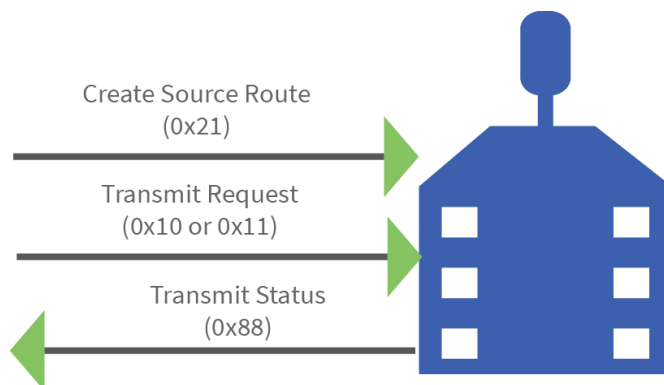 Create Source Route
(0x21)
Transmit Request
(0x10 or 0x11)
Transmit Status
(0x88)